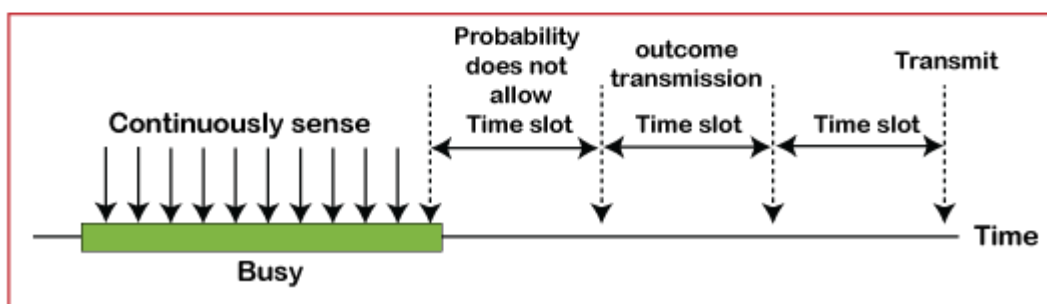 Probability
does not
allow
outcome
transmission
Transmit
Continuously sense
Time slot
Time slot
Time slot
Time
Busy